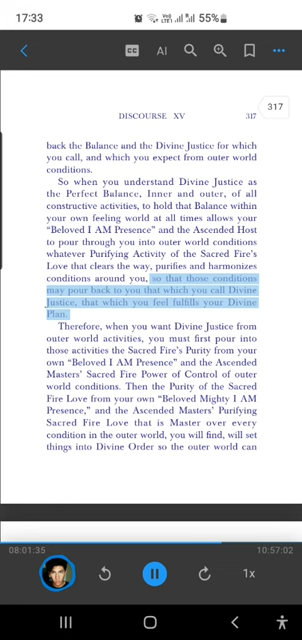 17:33
55%
CC
AI
317
DISCOURSE XV 317
back the Balance and the Divine Justice for which
you call, and which you expect from outer world
conditions.
So when you understand Divine Justice as
the Perfect Balance, Inner and outer, of all
constructive activities, to hold that Balance within
your own feeling world at all times allows your
“Beloved I AM Presence” and the Ascended Host
to pour through you into outer world conditions
whatever Purifying Activity of the Sacred Fire’s
Love that clears the way, purifies and harmonizes
conditions around you, so that those conditions
may pour back to you that which you call Divine
Justice, that which you feel fulfills your Divine
Plan.
Therefore, when you want Divine Justice from
outer world activities, you must first pour into
those activities the Sacred Fire’s Purity from your
own “Beloved I AM Presence” and the Ascended
Masters’ Sacred Fire Power of Control of outer
world conditions. Then the Purity of the Sacred
Fire Love from your own “Beloved Mighty I AM
Presence,” and the Ascended Masters’ Purifying
Sacred Fire Love that is Master over every
condition in the outer world, you will find, will set
things into Divine Order so the outer world can
08:01:35 10:57:02
1x